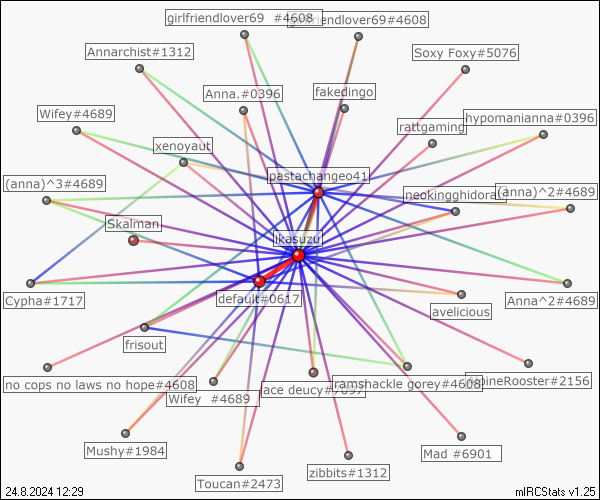 girlfriendlover69 #4608
girlfriendlover69#4608
Annarchist#1312
Soxy Foxy#5076
Anna.#0396
fakedingo
Wifey#4689
rattgaming
hypomanianna#0396
xenoyaut
pastachangeo41
(anna)^3#4689
neokingghidorah
(anna)^2#4689
Skalman
ikasuzu
Cypha#1717
default#0617
Anna^2#4689
avelicious
frisout
no cops no laws no hope#4608
Wifey #4689
ace deucy#7097
ramshackle gorey#4608
AlpineRooster#2156
Mushy#1984
Mad #6901
zibbits#1312
Toucan#2473
24.8.2024 12:29
mIRCStats v1.25